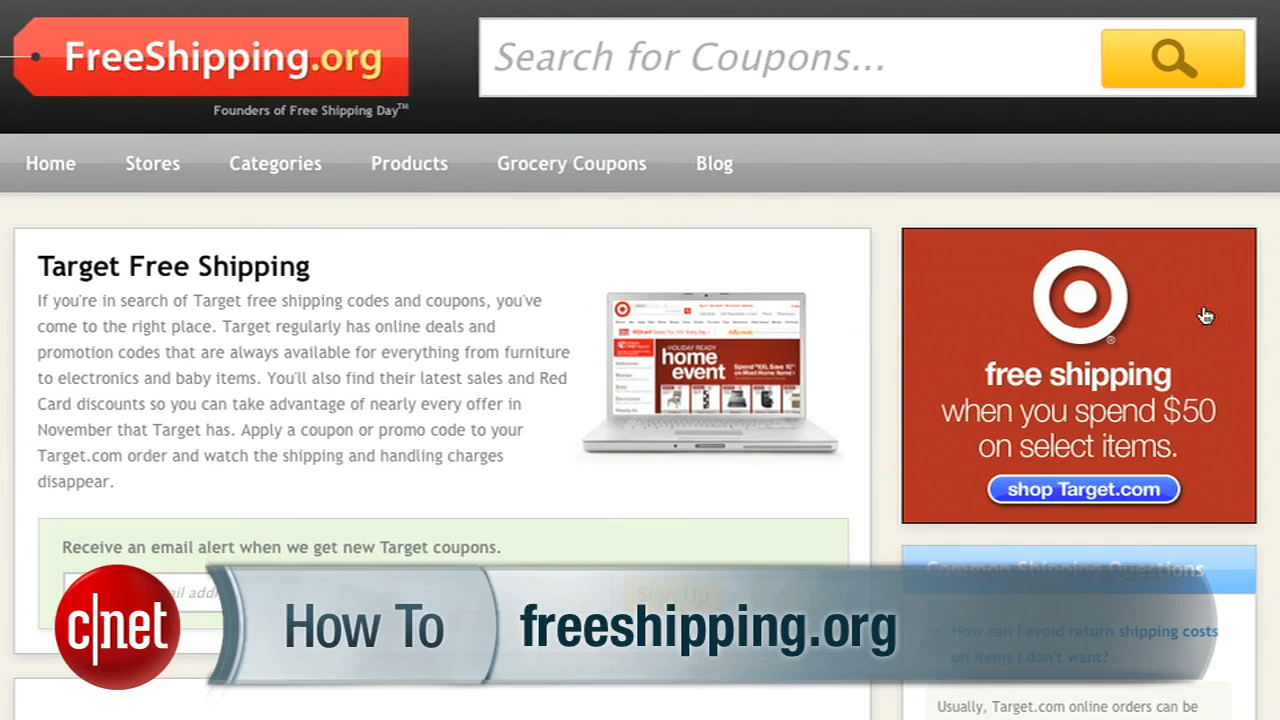 FreeShipping.org
Founders of Free Shipping Day™
Search for Coupons...
Home Stores Categories Products Grocery Coupons Blog
Target Free Shipping
If you're in search of Target free shipping codes and coupons, you've
come to the right place. Target regularly has online deals and
promotion codes that are always available for everything from furniture
to electronics and baby items. You'll also find their latest sales and Red
Card discounts so you can take advantage of nearly every offer in
November that Target has. Apply a coupon or promo code to your
Target.com order and watch the shipping and handling charges
disappear.
HOLIDAY READY
home
event
free shipping
when you spend $50
on select items.
shop Target.com
Receive an email alert when we get new Target coupons.
Sign Up
Common Shipping Questions
How can I avoid return shipping costs
on items I don't want?
Usually, Target.com online orders can be
c|net
How To
freeshipping.org